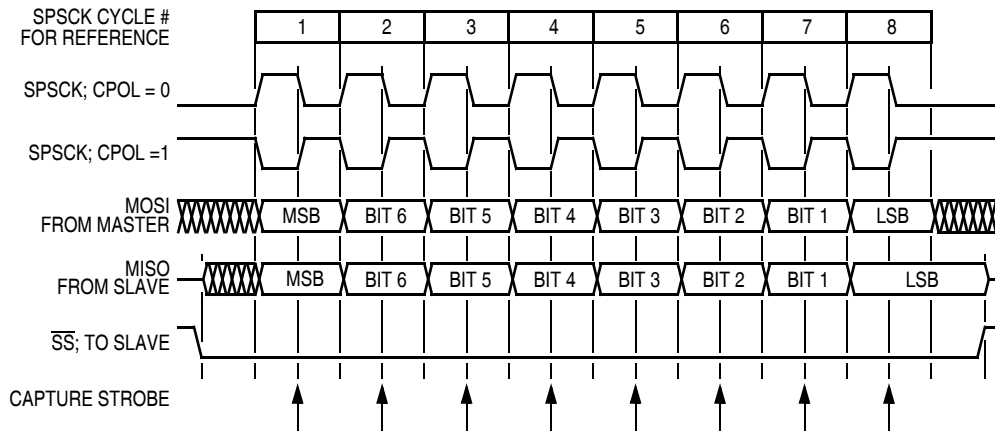 SPSCK CYCLE #
FOR REFERENCE
1 2 3 4 5 6 7 8
SPSCK; CPOL = 0
SPSCK; CPOL =1
MOSI
FROM MASTER
MSB BIT 6 BIT 5 BIT 4 BIT 3 BIT 2 BIT 1 LSB
MISO
FROM SLAVE
MSB BIT 6 BIT 5 BIT 4 BIT 3 BIT 2 BIT 1 LSB
SS; TO SLAVE
CAPTURE STROBE